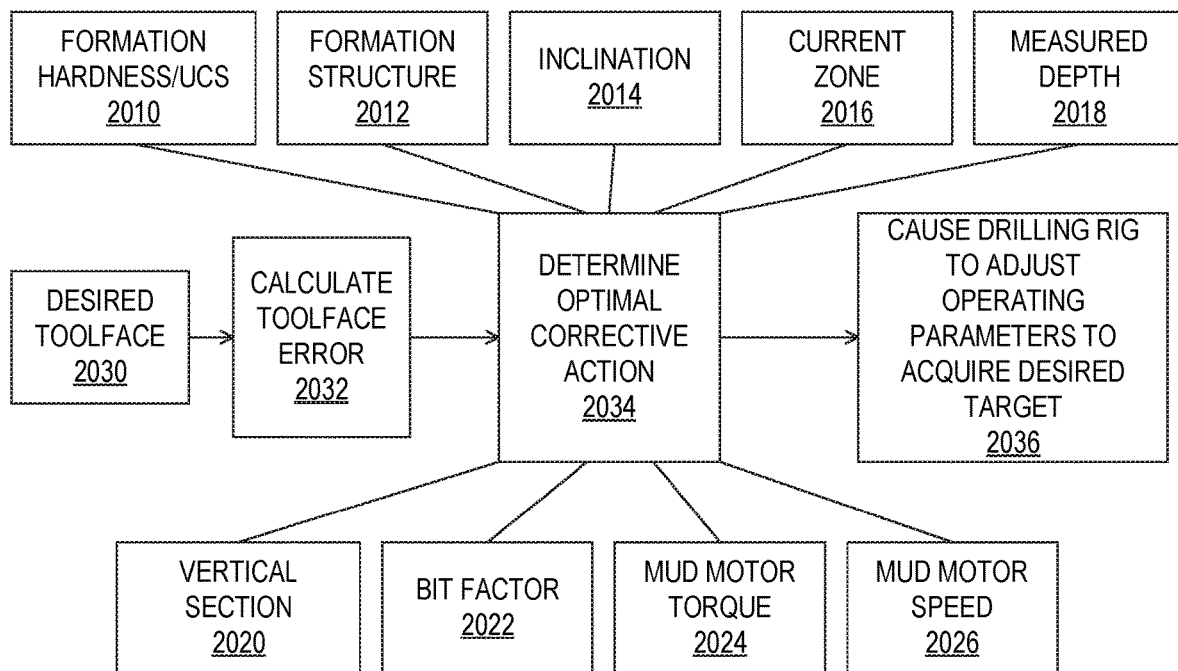 FORMATION
HARDNESS/UCS
2010
FORMATION
STRUCTURE
2012
INCLINATION
2014
CURRENT
ZONE
2016
MEASURED
DEPTH
2018
DESIRED
TOOLFACE
2030
CALCULATE
TOOLFACE
ERROR
2032
DETERMINE
OPTIMAL
CORRECTIVE
ACTION
2034
CAUSE DRILLING RIG
TO ADJUST
OPERATING
PARAMETERS TO
ACQUIRE DESIRED
TARGET
2036
VERTICAL
SECTION
2020
BIT FACTOR
2022
MUD MOTOR
TORQUE
2024
MUD MOTOR
SPEED
2026